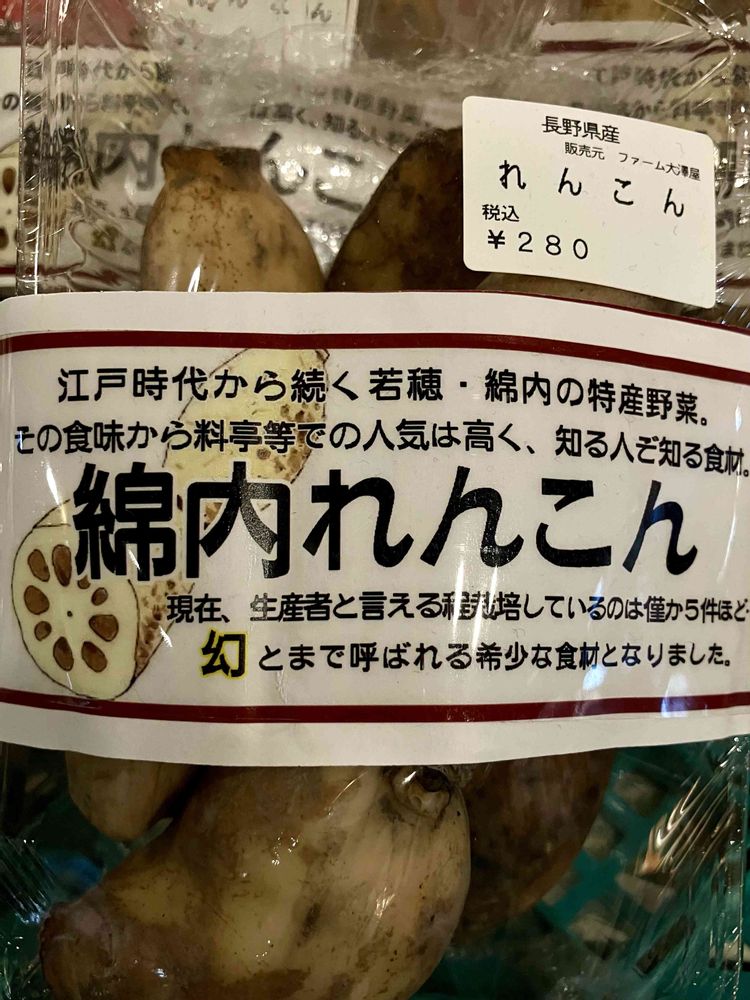 長野県産
販売元 ファーム大澤屋
れんこん
税込
￥280
江戸時代から続く若穂・綿内の特産野菜。
その食味から料亭等での人気は高く、知る人ぞ知る食材。
綿内れんこん
現在、生産者と言える程栽培しているのは僅か5件ほど…
幻とまで呼ばれる希少な食材となりました。